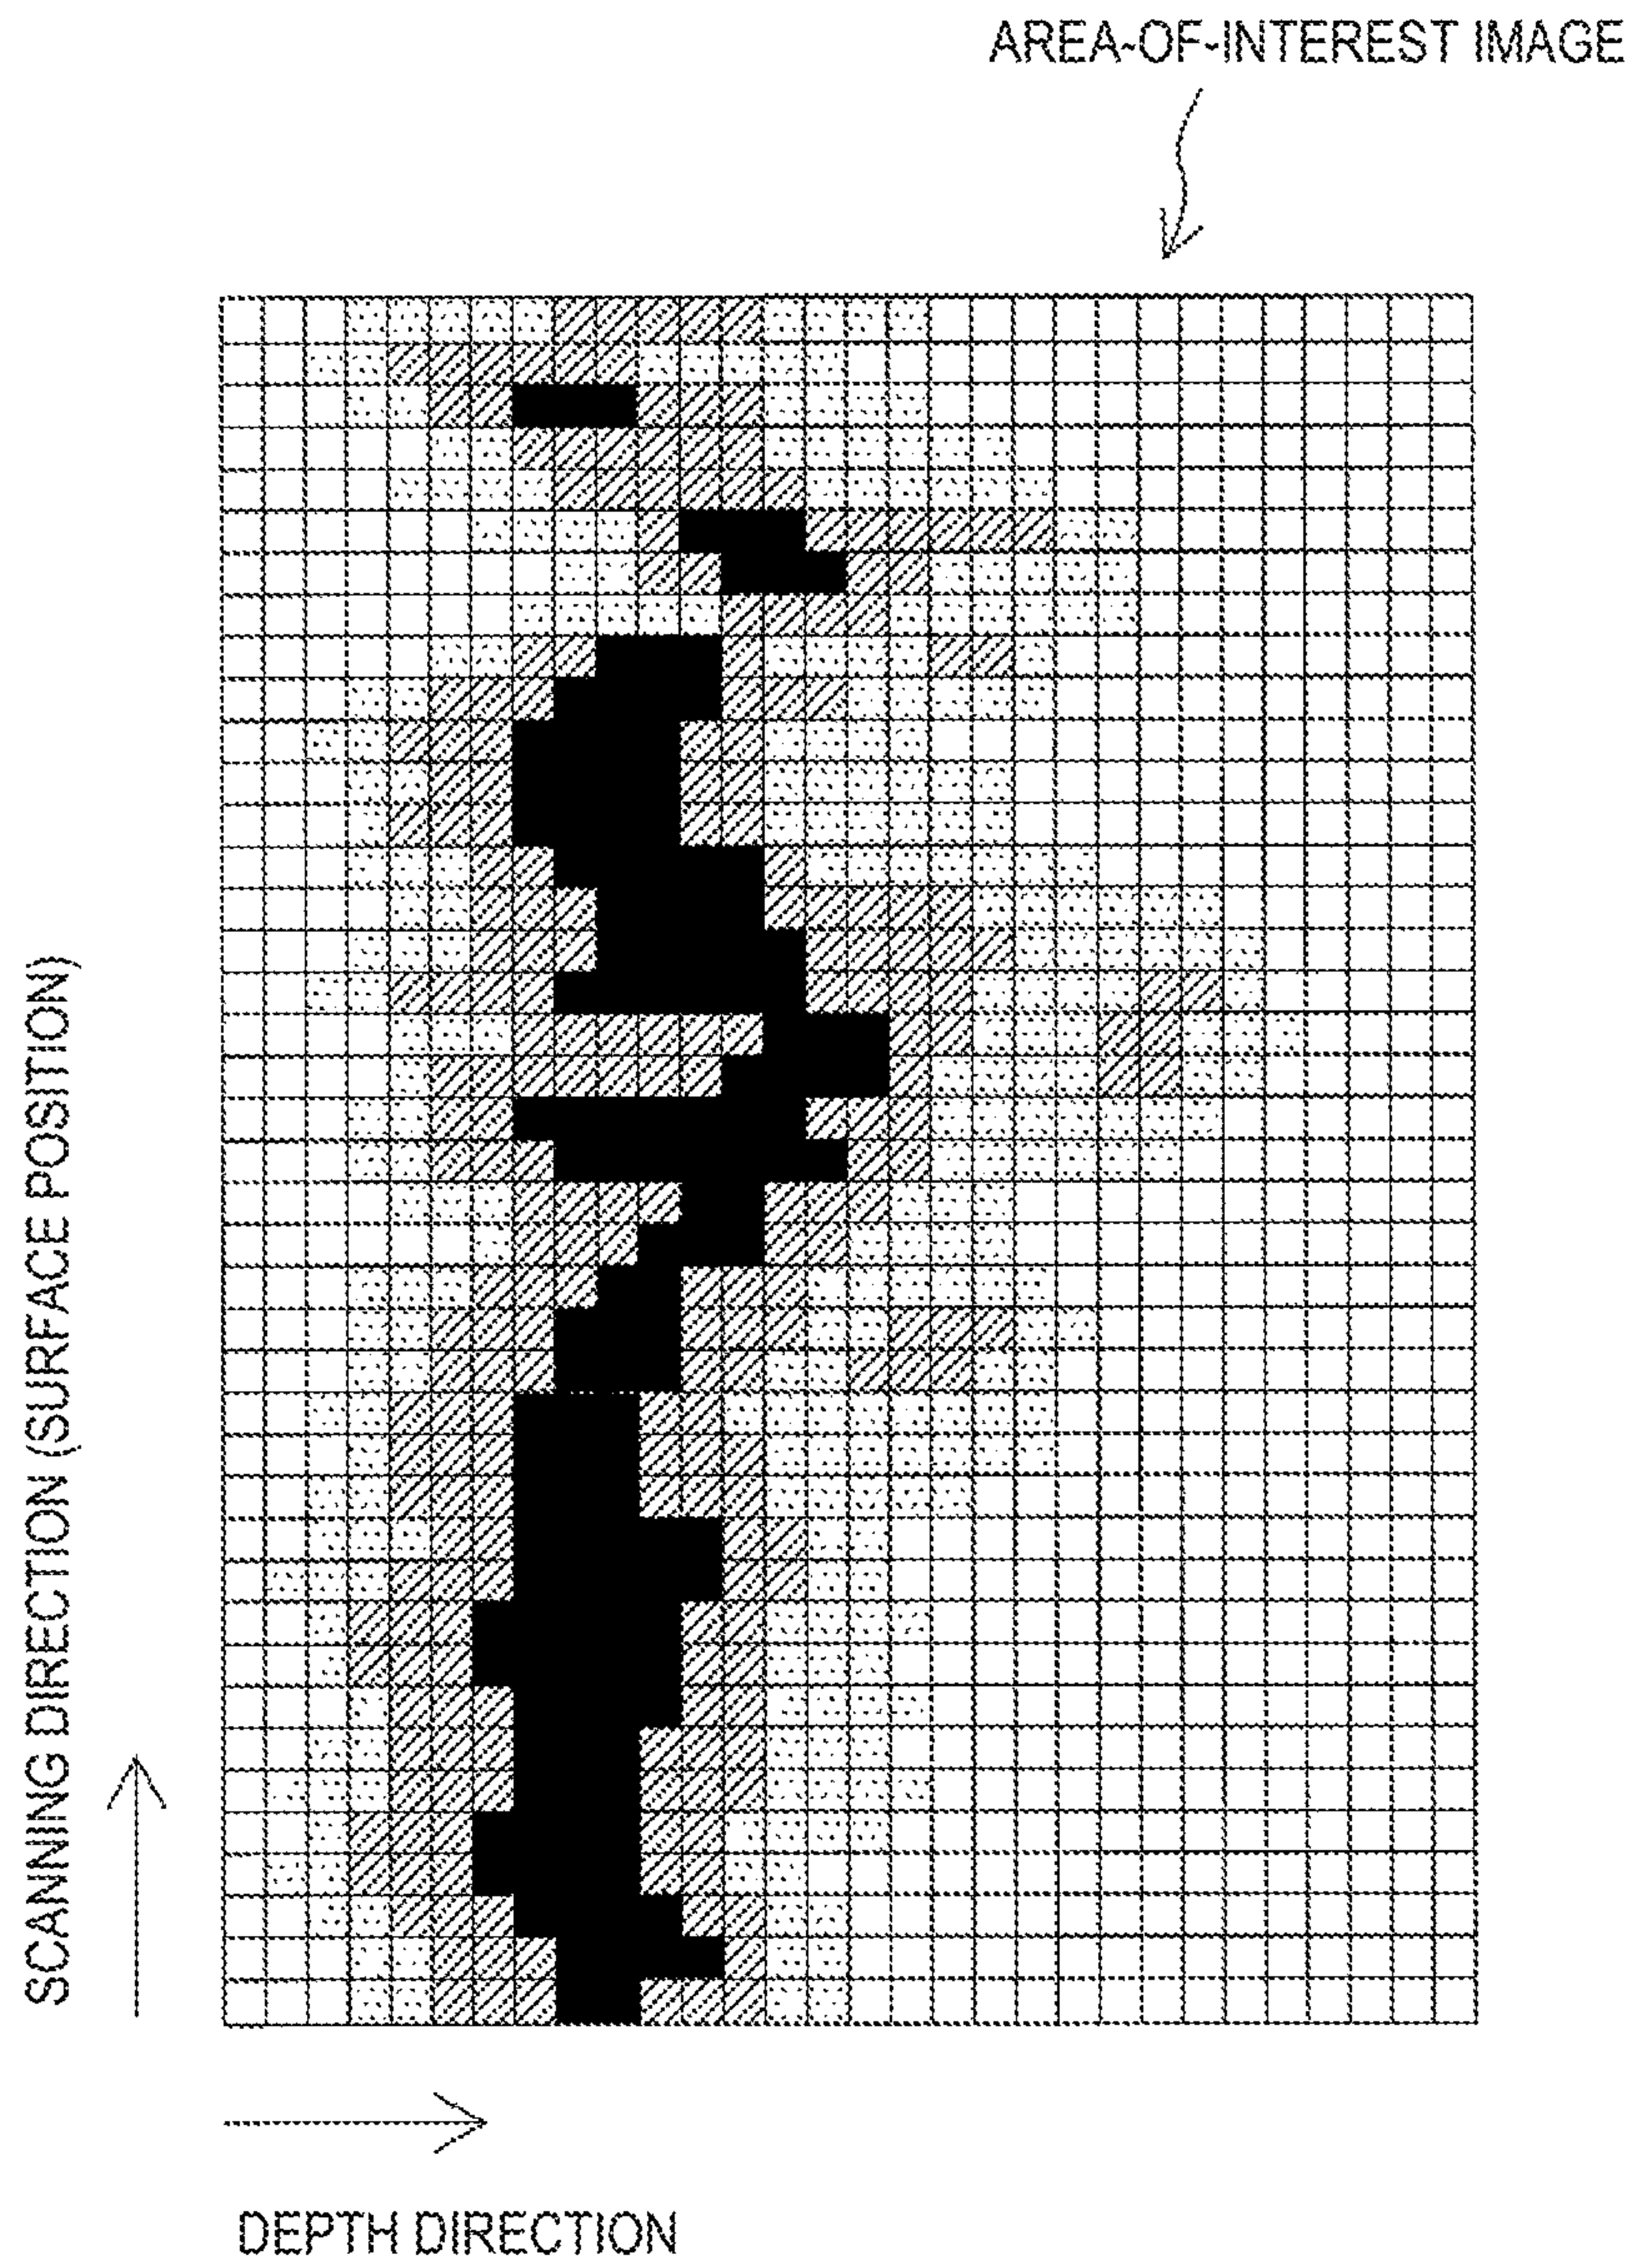 AREA-OF-INTEREST IMAGE
SCANNING DIRECTION (SURFACE POSITION)
DEPTH DIRECTION